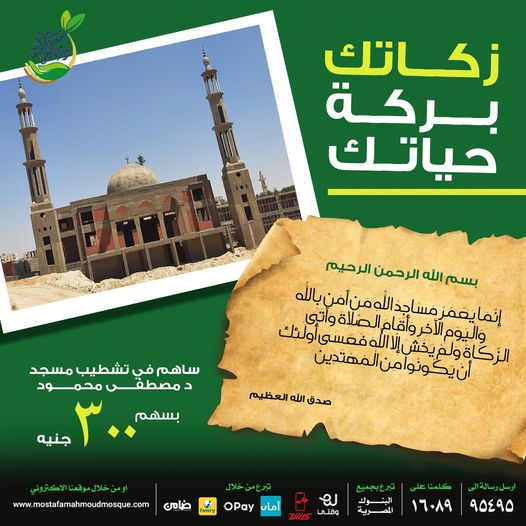 زكاتك
بركة
حياتك
بسم الله الرحمن الرحيم
إنما يعمر مساجد الله من آمن بالله
واليوم الآخر وأقام الصلاة وآتى
الزكاة ولم يخش إلا الله فعسى أولئك
أن يكونوا من المهتدين
صدق الله العظيم
ساهم في تشطيب مسجد
د مصطفى محمود
بسهم ٣٠٠ جنيه
ارسل رسالة الى
٩٥٤٩٥
كلمنا على
١٦٠٨٩
تبرع بجميع
البنوك
المصرية
تبرع من خلال
وقتي
أمان
OPay
fawry
او من خلال موقعنا الالكتروني
www.mostafamahmoudmosque.com